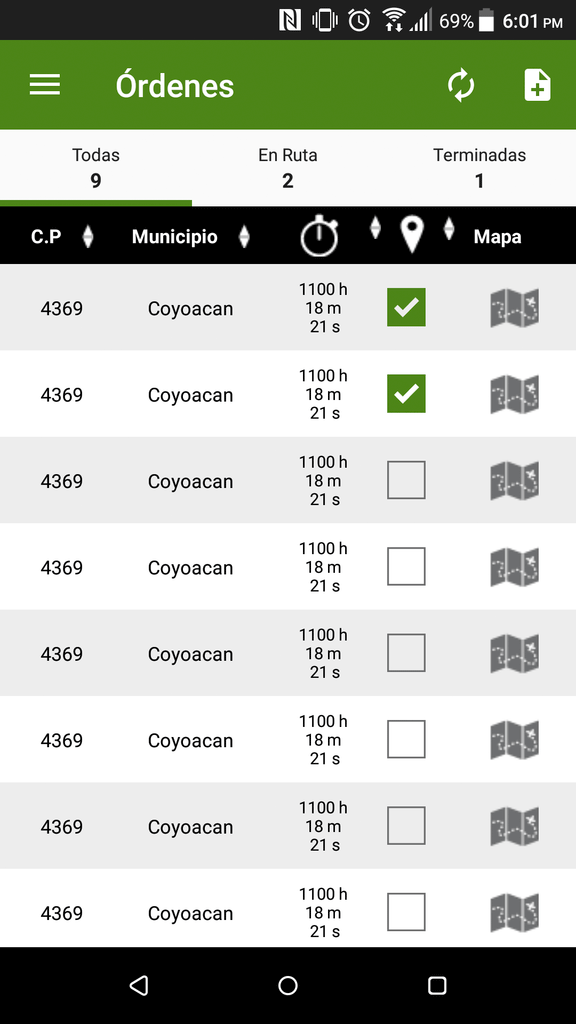 69% 6:01 PM
Órdenes
Todas En Ruta Terminadas
9 2 1
C.P Municipio Mapa
4369 Coyoacan 1100 h
18 m
21 s
4369 Coyoacan 1100 h
18 m
21 s
4369 Coyoacan 1100 h
18 m
21 s
4369 Coyoacan 1100 h
18 m
21 s
4369 Coyoacan 1100 h
18 m
21 s
4369 Coyoacan 1100 h
18 m
21 s
4369 Coyoacan 1100 h
18 m
21 s
4369 Coyoacan 1100 h
18 m
21 s